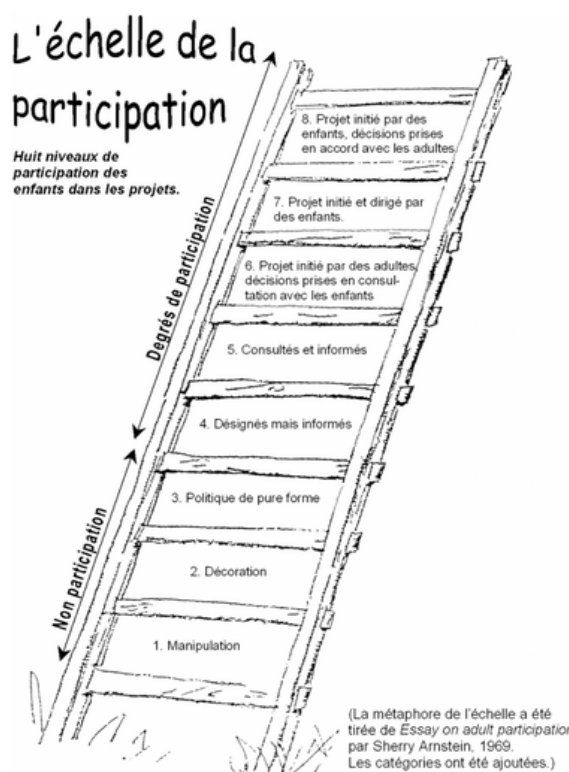 L'échelle de la
participation
Huit niveaux de
participation des
enfants dans les projets.
Degrés de participation
Non participation
8. Projet initié par des
enfants, décisions prises
en accord avec les adultes
7. Projet initié et dirigé par
des enfants.
6. Projet initié par des adultes,
décisions prises en consul-
tation avec les enfants
5. Consultés et informés
4. Désignés mais informés
3. Politique de pure forme
2. Décoration
1. Manipulation
(La métaphore de l'échelle a été
tirée de Essay on adult participation
par Sherry Arnstein, 1969.
Les catégories ont été ajoutées.)